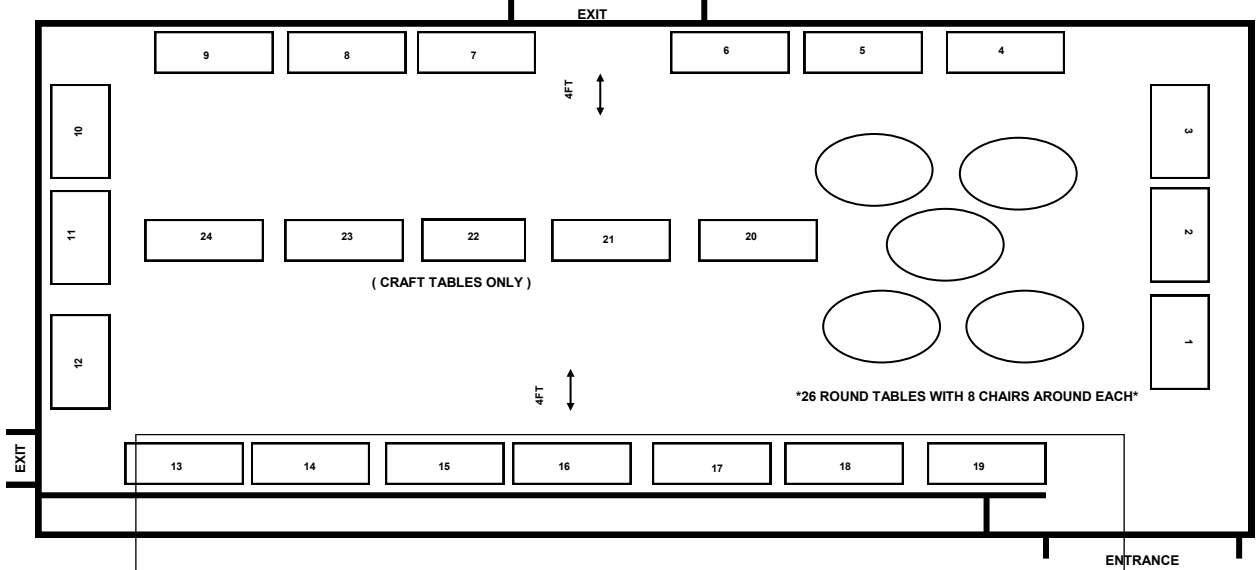 EXIT
9 8 7 6 5 4
4FT
10
3
11
24 23 22 21 20
2
( CRAFT TABLES ONLY )
1
12
4FT
*26 ROUND TABLES WITH 8 CHAIRS AROUND EACH*
EXIT
13 14 15 16 17 18 19
ENTRANCE